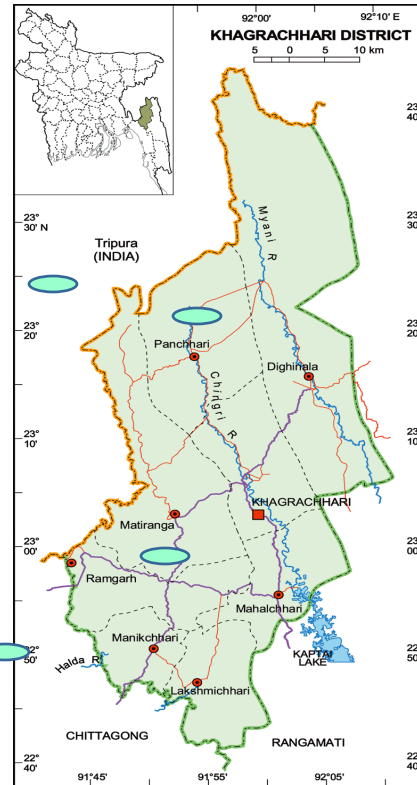 92°00'
92°10' E
KHAGRACHHARI DISTRICT
5 0 5 10 km
23
40
23°
30' N
Myani R
23
30
Tripura
(INDIA)
23°
20'
23
20
Panchhari
Dighinala
Chingri R
23°
10'
23
10
KHAGRACHHARI
Matiranga
23°
00'
23
00
Ramgarh
Mahalchhari
Manikchhari
22°
50'
22
50
Halda R
KAPTAI
LAKE
Lakshmichhari
CHITTAGONG
RANGAMATI
22°
40'
22
40
91°45'
91°55'
92°05'